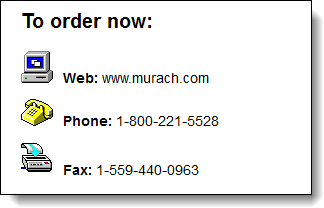 To order now:
Web: www.murach.com
Phone: 1-800-221-5528
Fax: 1-559-440-0963